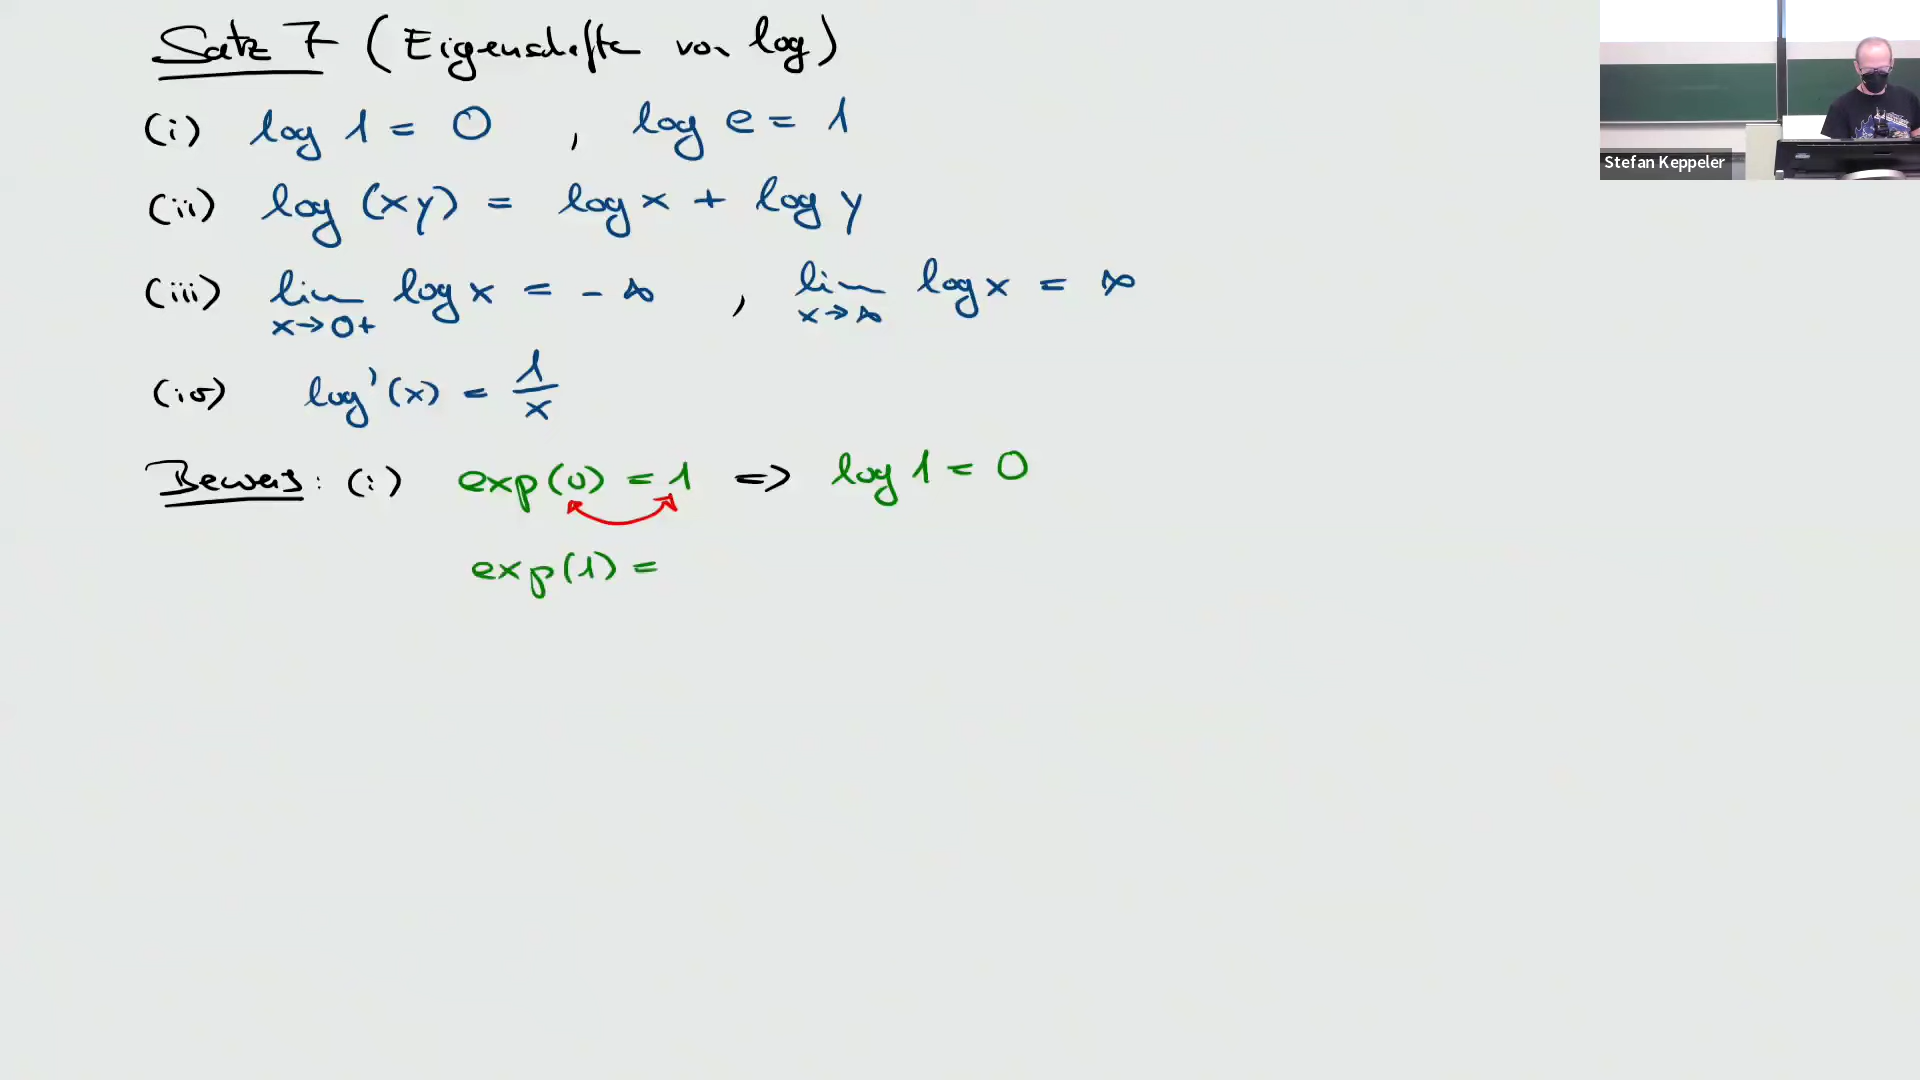 Satz 7 (Eigenschaften von log)
(i) log 1 = 0 , log e = 1
(ii) log (xy) = log x + log y
(iii) lim x→0+ log x = - ∞ , lim x→∞ log x = ∞
(iv) log'(x) = 1/x
Beweis: (i) exp(0) = 1 => log 1 = 0
exp(1) =
Stefan Keppeler